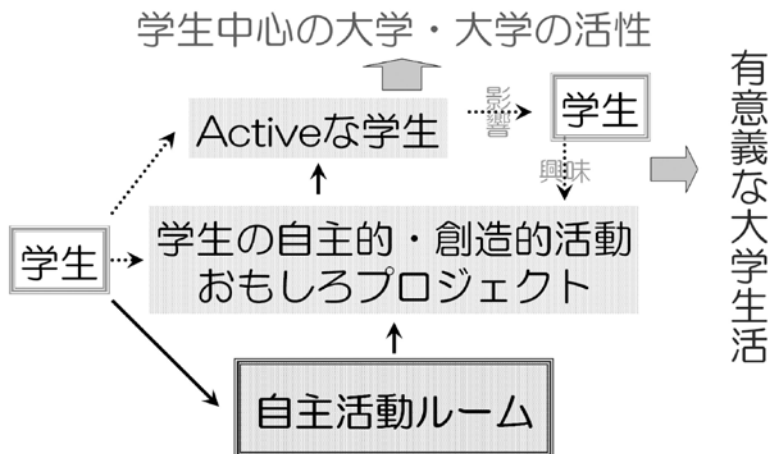 学生中心の大学・大学の活性
Activeな学生
影響
学生
興味
有意義な大学生活
学生
学生の自主的・創造的活動
おもしろプロジェクト
自主活動ルーム